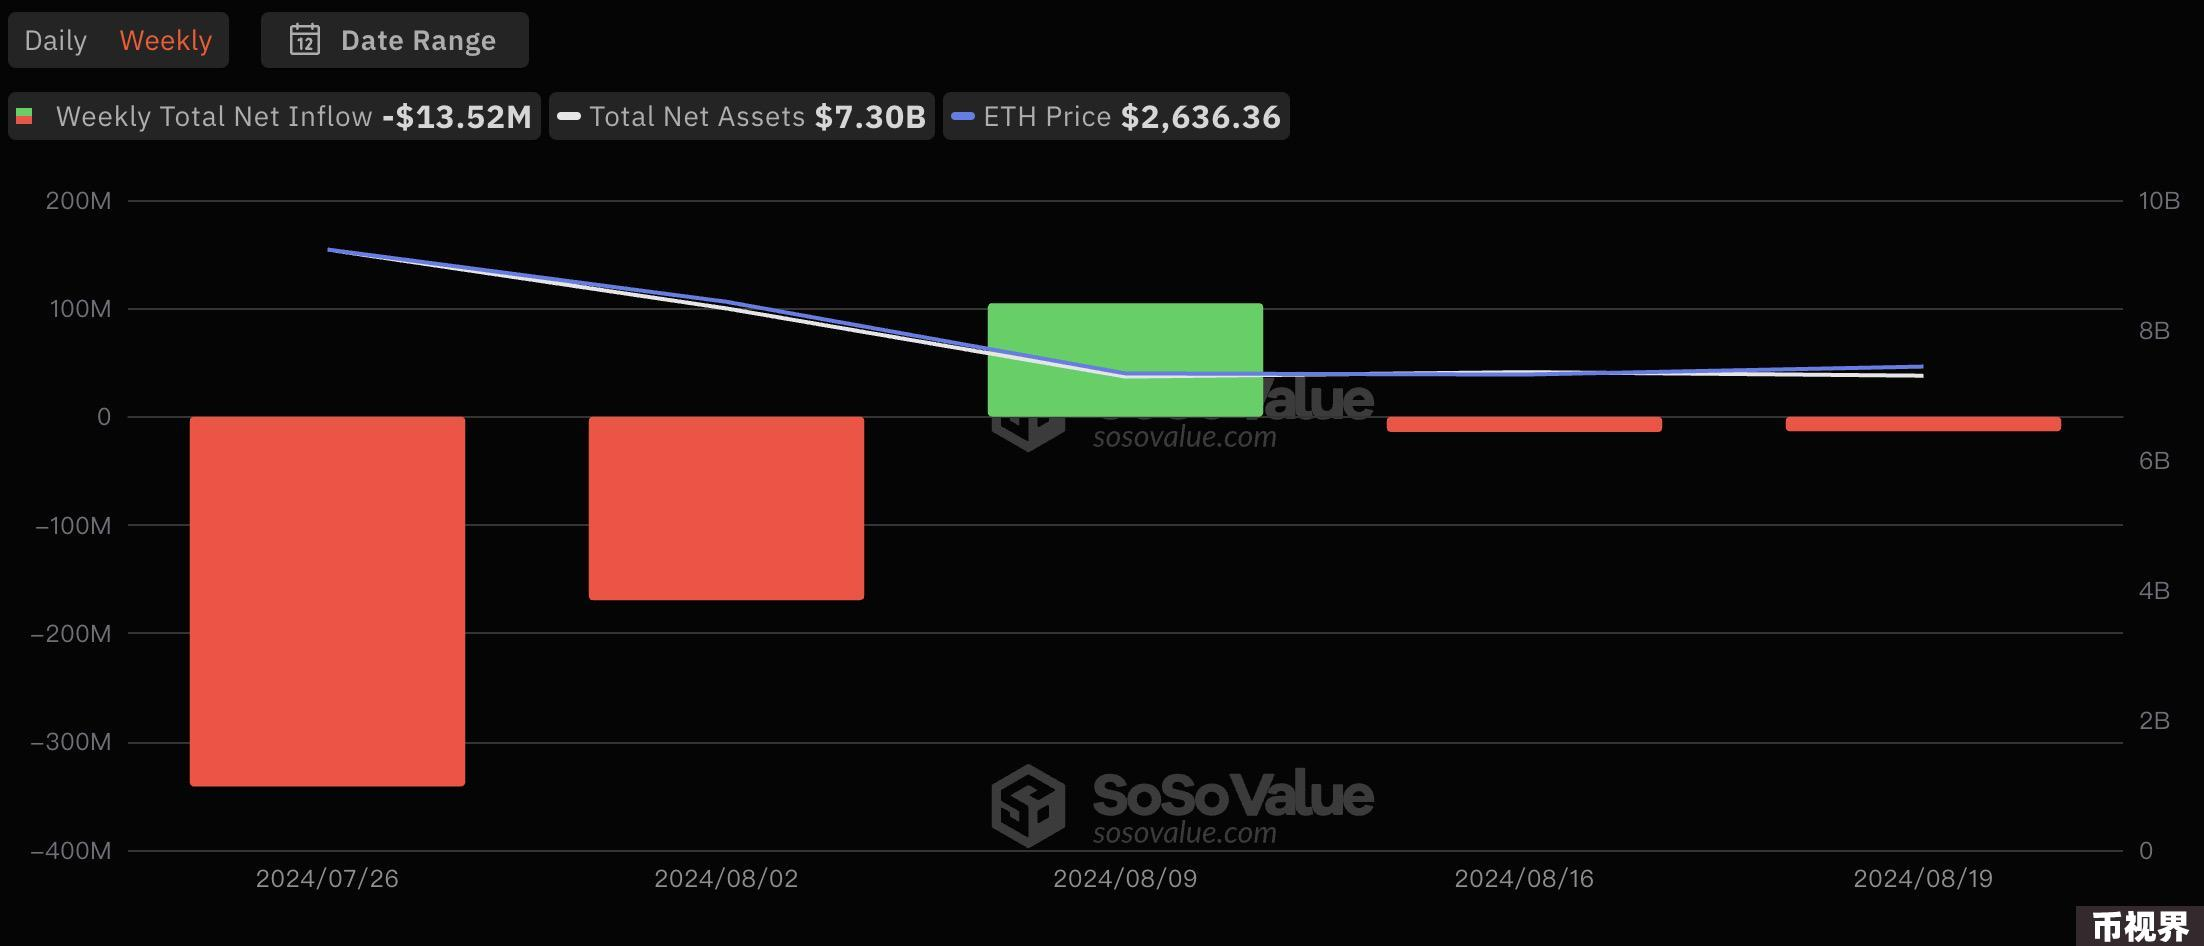 Daily Weekly 12 Date Range
Weekly Total Net Inflow -$13.52M Total Net Assets $7.30B ETH Price $2,636.36
200M 10B
100M
8B
0
SoSoValue
sosovalue.com
6B
−100M
4B
−200M
2B
−300M
SoSoValue
sosovalue.com
−400M 0
2024/07/26 2024/08/02 2024/08/09 2024/08/16 2024/08/19
币视界